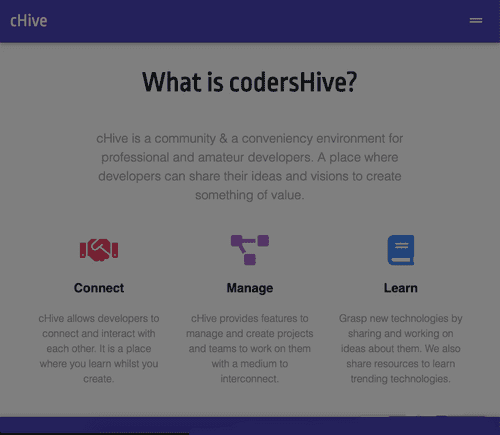 cHive
What is codersHive?
cHive is a community & a conveniency environment for
professional and amateur developers. A place where
developers can share their ideas and visions to create
something of value.
Connect
cHive allows developers to
connect and interact with
each other. It is a place
where you learn whilst you
create.
Manage
cHive provides features to
manage and create projects
and teams to work on them
with a medium to
interconnect.
Learn
Grasp new technologies by
sharing and working on
ideas about them. We also
share resources to learn
trending technologies.